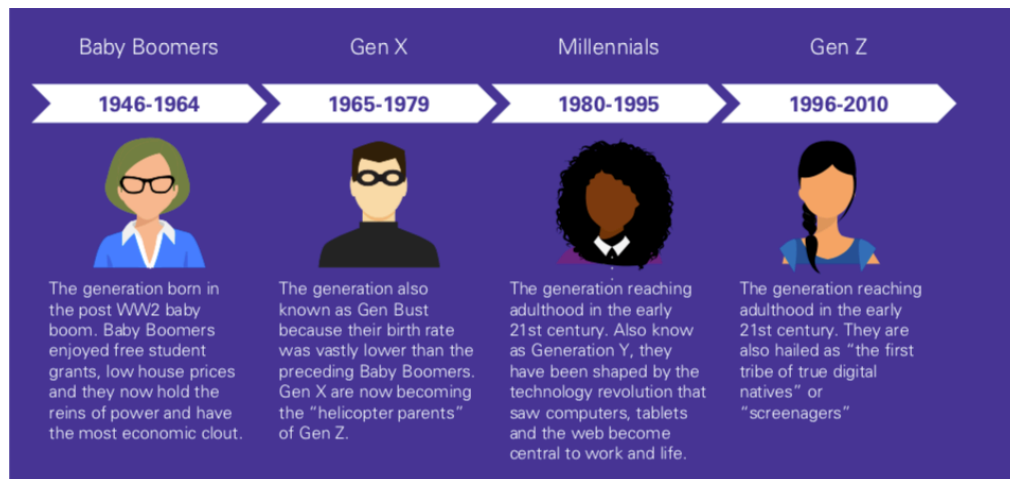 Baby Boomers
Gen X
Millennials
Gen Z
1946-1964
1965-1979
1980-1995
1996-2010
The generation born in
the post WW2 baby
boom. Baby Boomers
enjoyed free student
grants, low house prices
and they now hold the
reins of power and have
the most economic clout.
The generation also
known as Gen Bust
because their birth rate
was vastly lower than the
preceding Baby Boomers.
Gen X are now becoming
the “helicopter parents”
of Gen Z.
The generation reaching
adulthood in the early
21st century. Also know
as Generation Y, they
have been shaped by the
technology revolution that
saw computers, tablets
and the web become
central to work and life.
The generation reaching
adulthood in the early
21st century. They are
also hailed as “the first
tribe of true digital
natives” or
“screenagers”